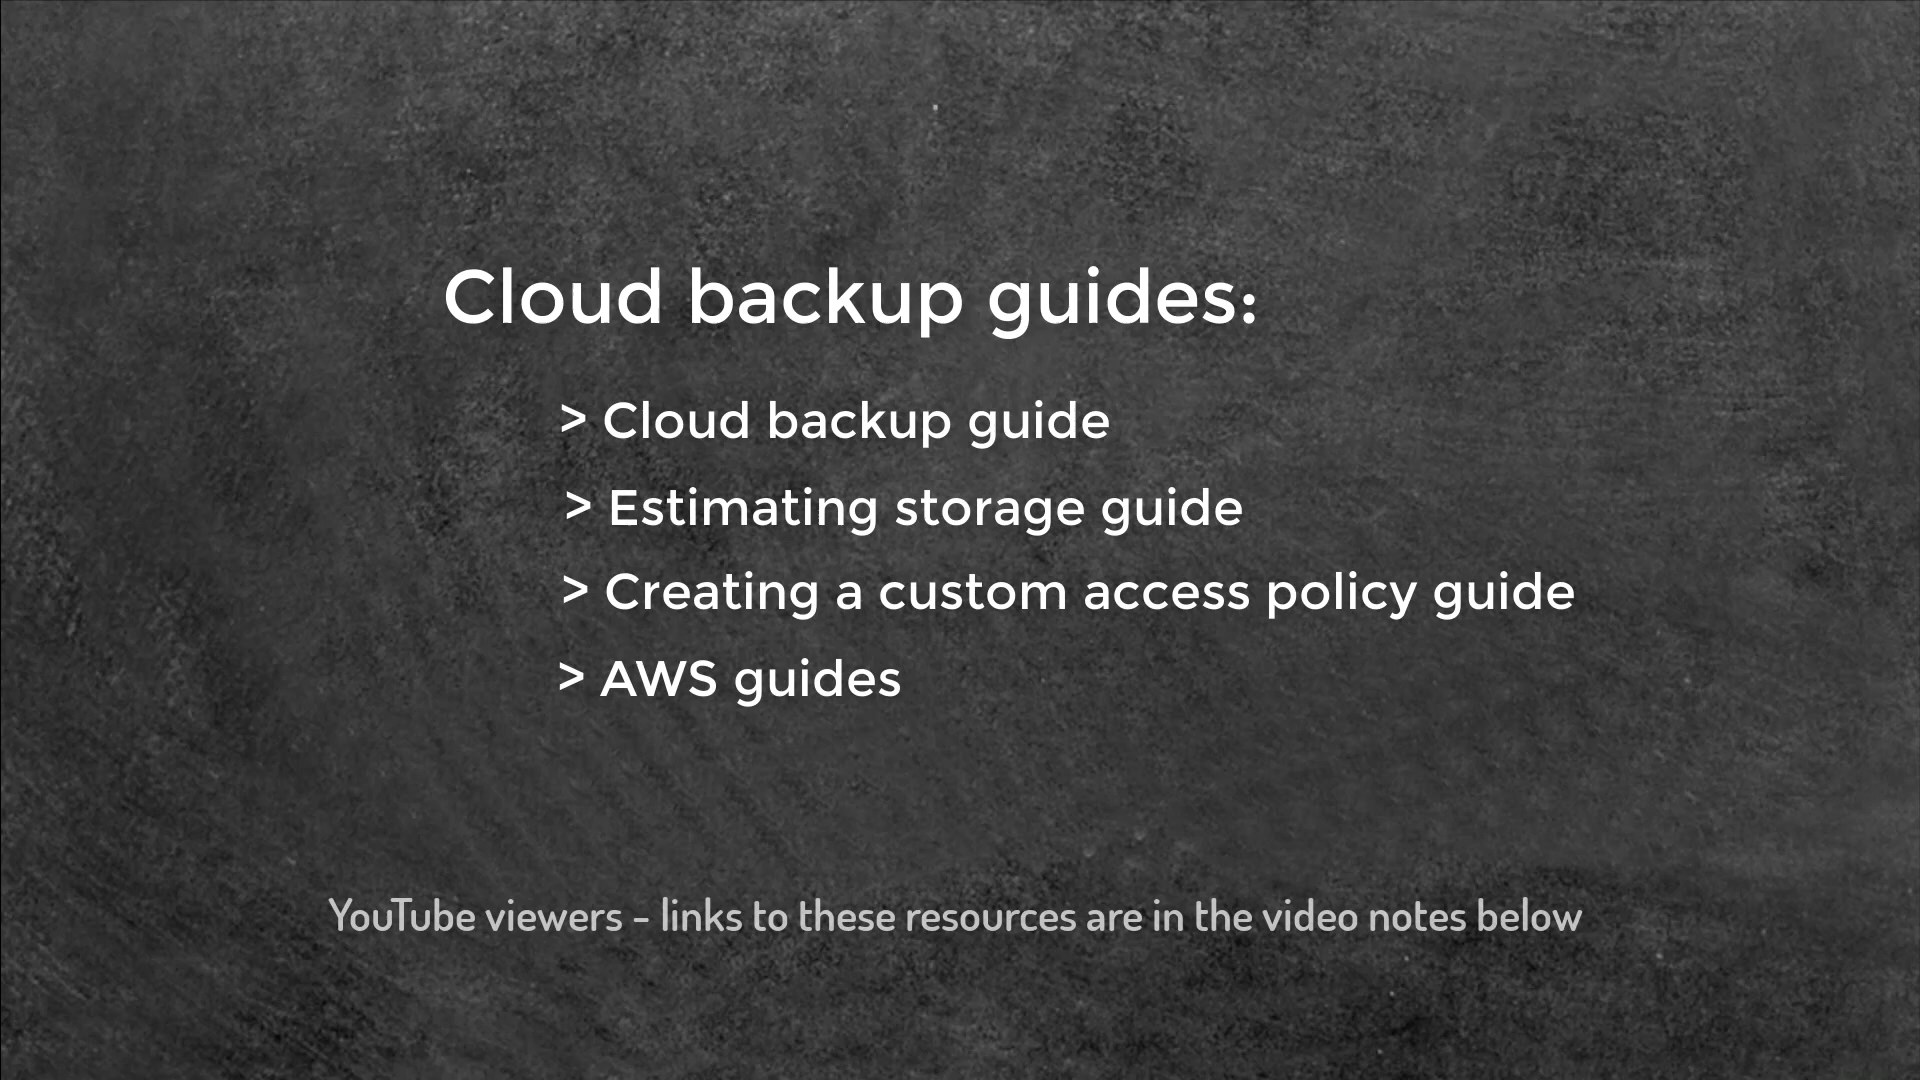 Cloud backup guides:
> Cloud backup guide
> Estimating storage guide
> Creating a custom access policy guide
> AWS guides
YouTube viewers - links to these resources are in the video notes below